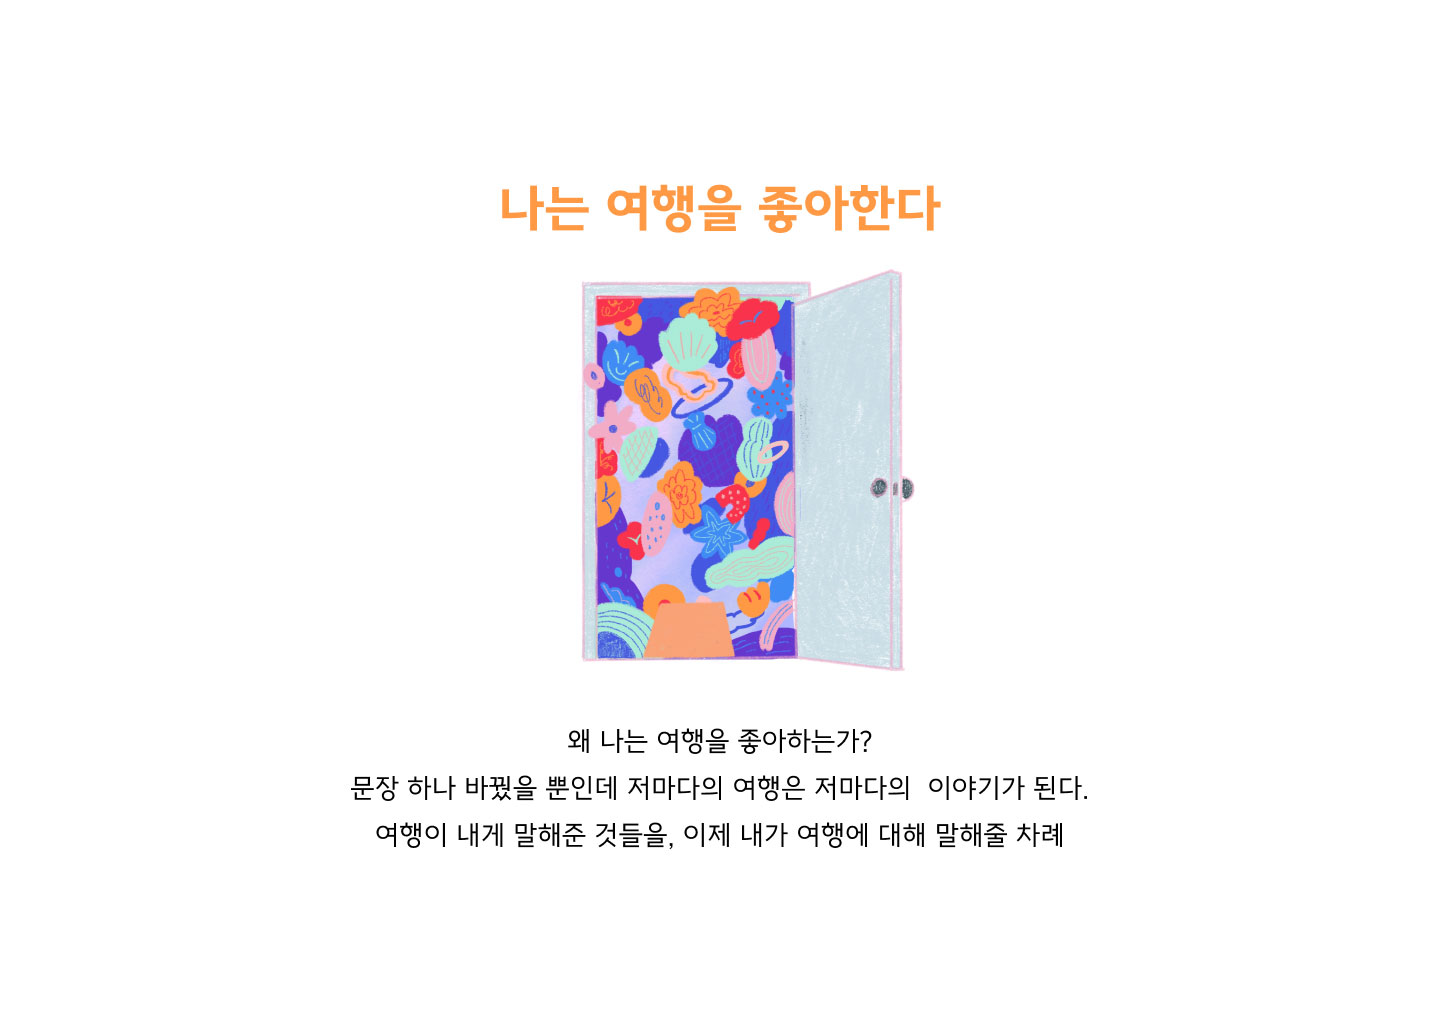 나는 여행을 좋아한다
왜 나는 여행을 좋아하는가?
문장 하나 바꿨을 뿐인데 저마다의 여행은 저마다의  이야기가 된다.
여행이 내게 말해준 것들을, 이제 내가 여행에 대해 말해줄 차례